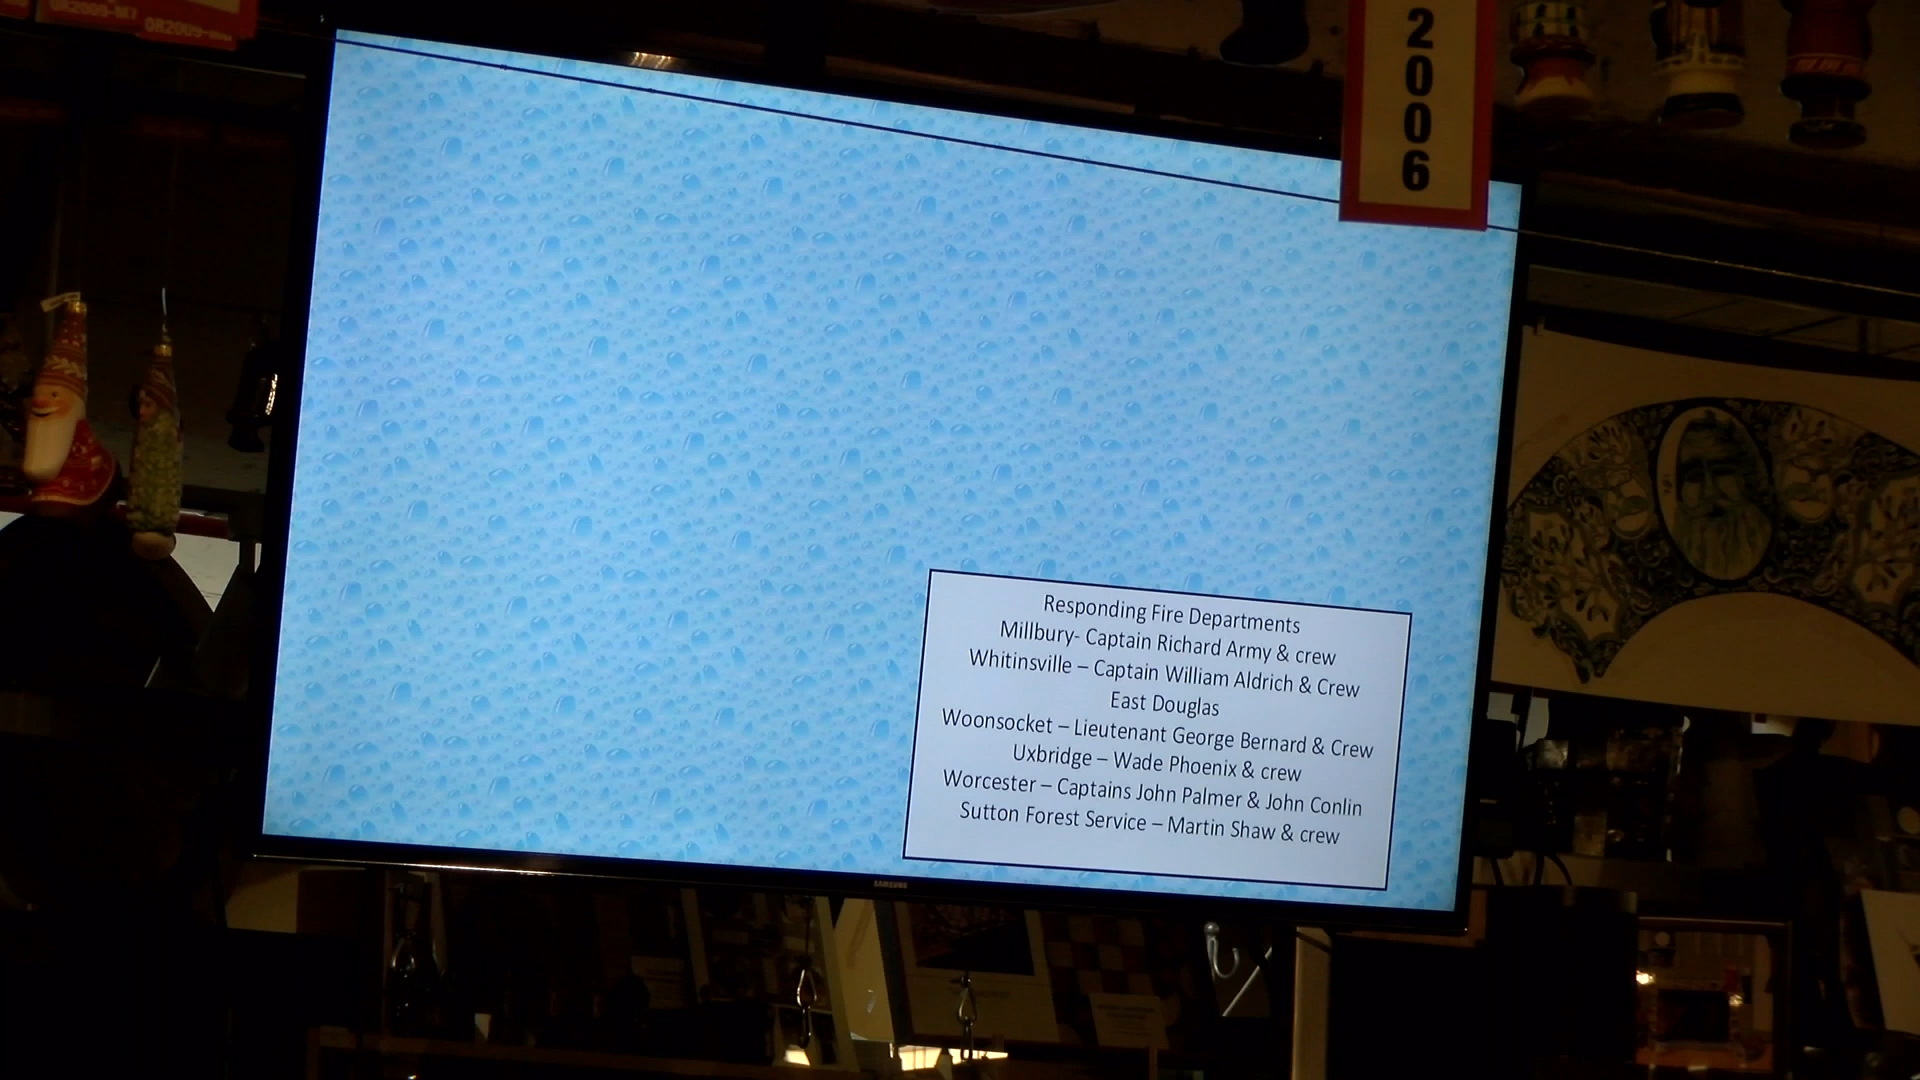 OR2009-
2006
Responding Fire Departments
Millbury- Captain Richard Army & crew
Whitinsville – Captain William Aldrich & Crew
East Douglas
Woonsocket – Lieutenant George Bernard & Crew
Uxbridge – Wade Phoenix & crew
Worcester – Captains John Palmer & John Conlin
Sutton Forest Service – Martin Shaw & crew
SAMSUNG